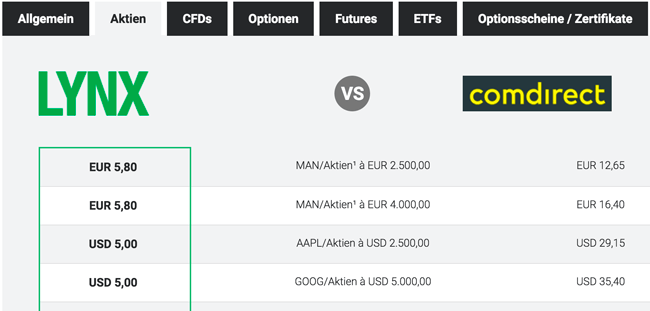 Allgemein Aktien CFDs Optionen Futures ETFs Optionsscheine / Zertifikate
LYNX VS comdirect
EUR 5,80 MAN/Aktien¹ à EUR 2.500,00 EUR 12,65
EUR 5,80 MAN/Aktien¹ à EUR 4.000,00 EUR 16,40
USD 5,00 AAPL/Aktien à USD 2.500,00 USD 29,15
USD 5,00 GOOG/Aktien à USD 5.000,00 USD 35,40